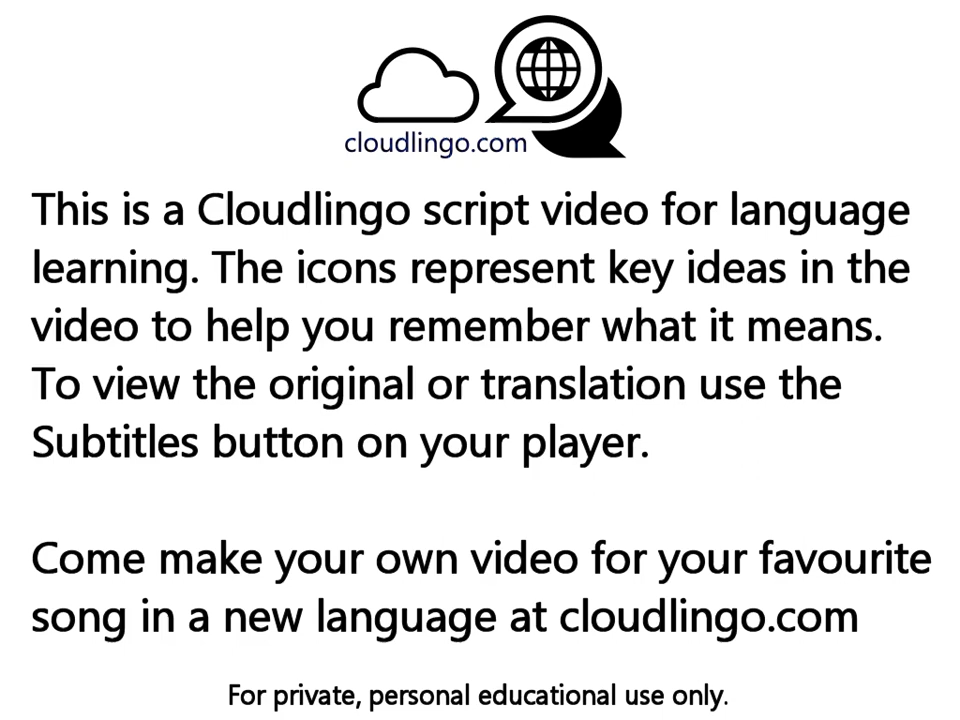 cloudlingo.com
This is a Cloudlingo script video for language
learning. The icons represent key ideas in the
video to help you remember what it means.
To view the original or translation use the
Subtitles button on your player.
Come make your own video for your favourite
song in a new language at cloudlingo.com
For private, personal educational use only.